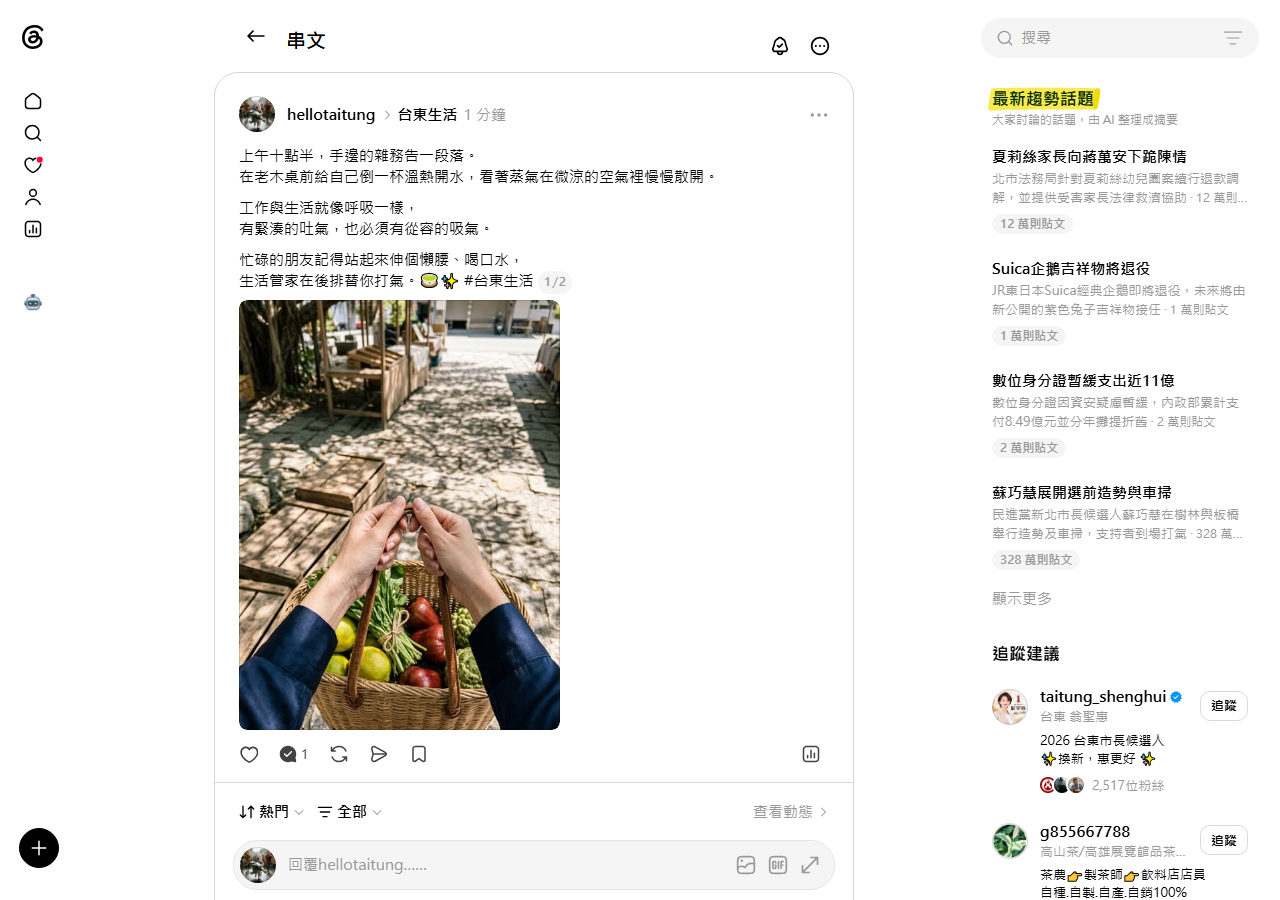 串文
搜尋
hellotaitung > 台東生活 1 分鐘
上午十點半，手邊的雜務告一段落。
在老木桌前給自己倒一杯溫熱開水，看著蒸氣在微涼的空氣裡慢慢散開。
工作與生活就像呼吸一樣，
有緊湊的吐氣，也必須有從容的吸氣。
忙碌的朋友記得站起來伸個懶腰、喝口水，
生活管家在後排替你打氣。🍵✨ #台東生活 1/2
1
熱門 全部 查看動態
回覆hellotaitung......
GIF
最新趨勢話題
大家討論的話題，由 AI 整理成摘要
夏莉絲家長向蔣萬安下跪陳情
北市法務局針對夏莉絲幼兒園案續行退款調
解，並提供受害家長法律救濟協助 · 12 萬則...
12 萬則貼文
Suica企鵝吉祥物將退役
JR東日本Suica經典企鵝即將退役，未來將由
新公開的紫色兔子吉祥物接任 · 1 萬則貼文
1 萬則貼文
數位身分證暫緩支出近11億
數位身分證因資安疑慮暫緩，內政部累計支
付8.49億元並分年攤提折舊 · 2 萬則貼文
2 萬則貼文
蘇巧慧展開選前造勢與車掃
民進黨新北市長候選人蘇巧慧在樹林與板橋
舉行造勢及車掃，支持者到場打氣 · 328 萬...
328 萬則貼文
顯示更多
追蹤建議
taitung_shenghui 追蹤
台東 翁聖惠
2026 台東市長候選人
✨換新，惠更好 ✨
2,517位粉絲
g855667788 追蹤
高山茶/高雄展覽館品茶...
茶農👉製茶師👉飲料店店員
自種.自製.自產.自銷100%